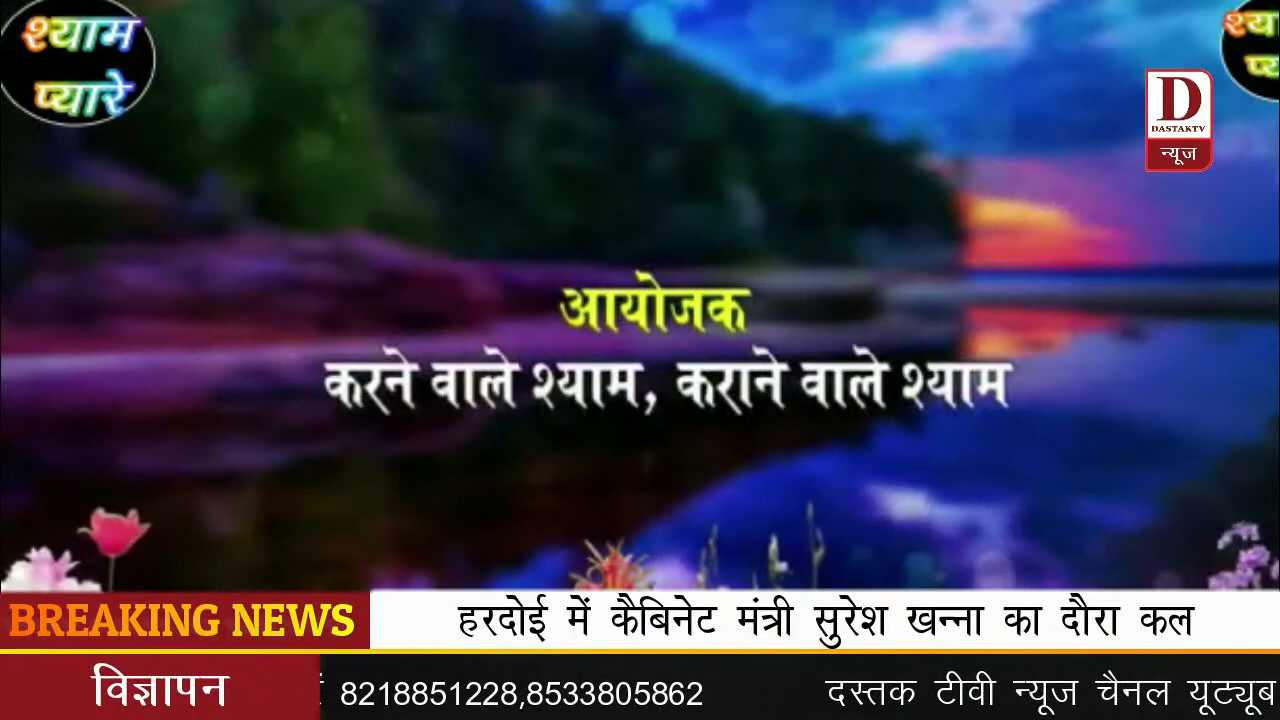 श्याम
प्यारे
D
DASTAKTV
न्यूज
आयोजक
करने वाले श्याम, कराने वाले श्याम
BREAKING NEWS
हरदोई में कैबिनेट मंत्री सुरेश खन्ना का दौरा कल
विज्ञापन
8218851228,8533805862 दस्तक टीवी न्यूज चैनल यूट्यूब